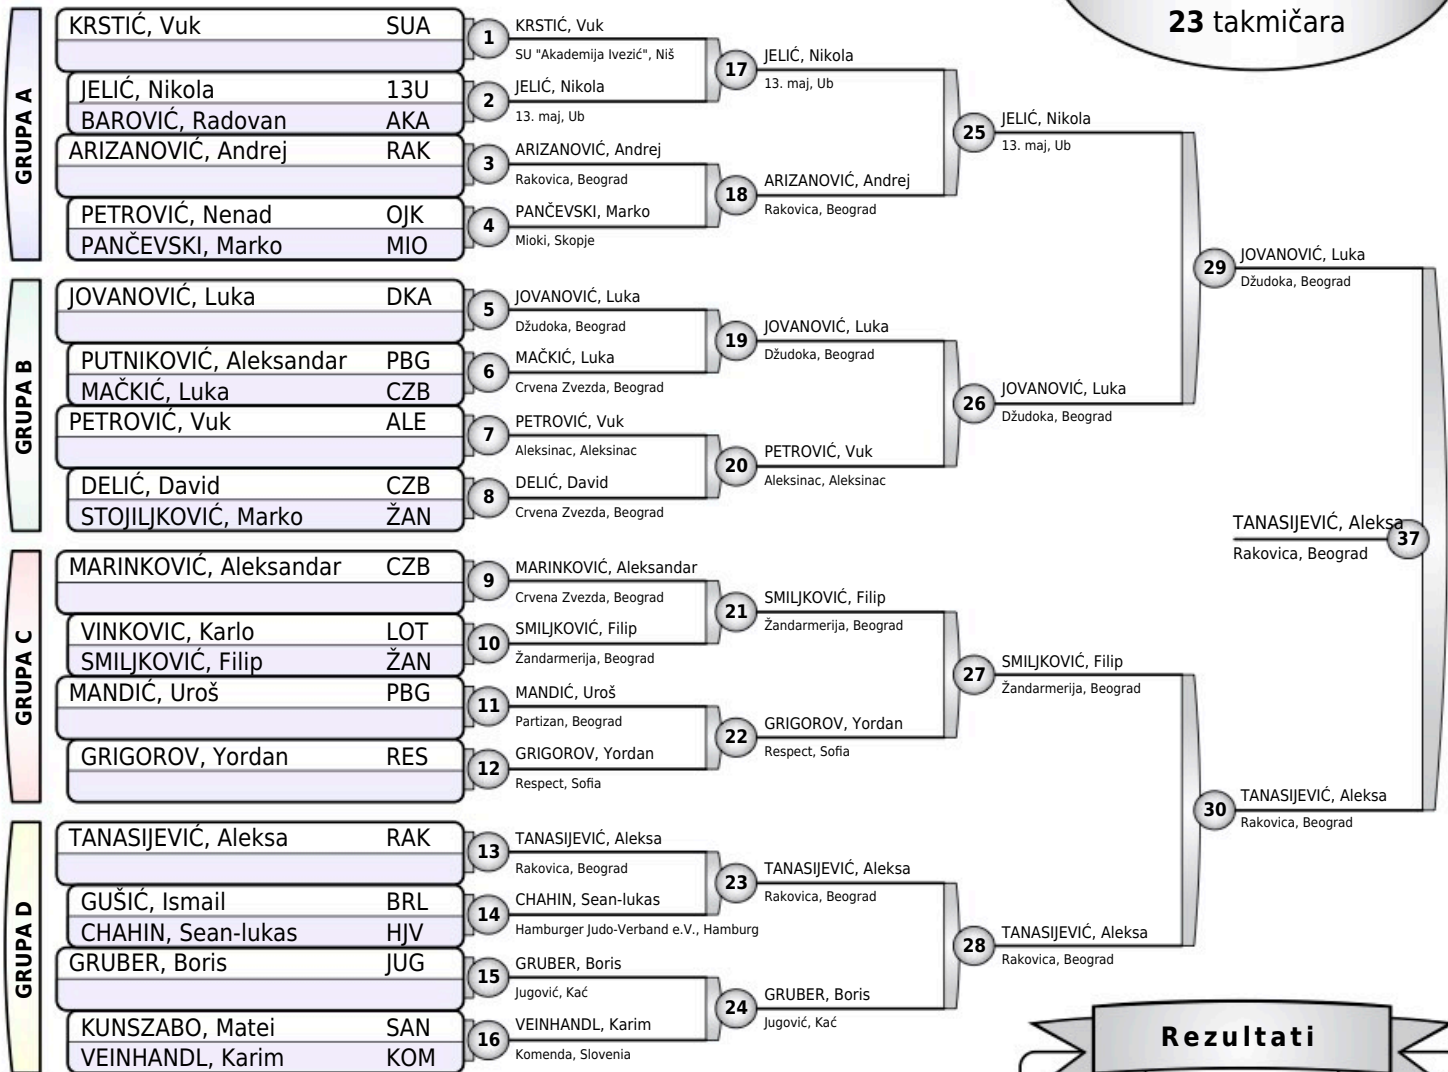 23 takmičara
GRUPA A
KRSTIĆ, Vuk SUA
JELIĆ, Nikola 13U
BAROVIĆ, Radovan AKA
ARIZANOVIĆ, Andrej RAK
PETROVIĆ, Nenad OJK
PANČEVSKI, Marko MIO
GRUPA B
JOVANOVIĆ, Luka DKA
PUTNIKOVIĆ, Aleksandar PBG
MAČKIĆ, Luka CZB
PETROVIĆ, Vuk ALE
DELIĆ, David CZB
STOJILJKOVIĆ, Marko ŽAN
GRUPA C
MARINKOVIĆ, Aleksandar CZB
VINKOVIC, Karlo LOT
SMILJKOVIĆ, Filip ŽAN
MANDIĆ, Uroš PBG
GRIGOROV, Yordan RES
GRUPA D
TANASIJEVIĆ, Aleksa RAK
GUŠIĆ, Ismail BRL
CHAHIN, Sean-lukas HJV
GRUBER, Boris JUG
KUNSZABO, Matei SAN
VEINHANDL, Karim KOM
1 KRSTIĆ, Vuk
SU "Akademija Ivezić", Niš
2 JELIĆ, Nikola
13. maj, Ub
3 ARIZANOVIĆ, Andrej
Rakovica, Beograd
4 PANČEVSKI, Marko
Mioki, Skopje
5 JOVANOVIĆ, Luka
Džudoka, Beograd
6 MAČKIĆ, Luka
Crvena Zvezda, Beograd
7 PETROVIĆ, Vuk
Aleksinac, Aleksinac
8 DELIĆ, David
Crvena Zvezda, Beograd
9 MARINKOVIĆ, Aleksandar
Crvena Zvezda, Beograd
10 SMILJKOVIĆ, Filip
Žandarmerija, Beograd
11 MANDIĆ, Uroš
Partizan, Beograd
12 GRIGOROV, Yordan
Respect, Sofia
13 TANASIJEVIĆ, Aleksa
Rakovica, Beograd
14 CHAHIN, Sean-lukas
Hamburger Judo-Verband e.V., Hamburg
15 GRUBER, Boris
Jugović, Kać
16 VEINHANDL, Karim
Komenda, Slovenia
17 JELIĆ, Nikola
13. maj, Ub
18 ARIZANOVIĆ, Andrej
Rakovica, Beograd
19 JOVANOVIĆ, Luka
Džudoka, Beograd
20 PETROVIĆ, Vuk
Aleksinac, Aleksinac
21 SMILJKOVIĆ, Filip
Žandarmerija, Beograd
22 GRIGOROV, Yordan
Respect, Sofia
23 TANASIJEVIĆ, Aleksa
Rakovica, Beograd
24 GRUBER, Boris
Jugović, Kać
25 JELIĆ, Nikola
13. maj, Ub
26 JOVANOVIĆ, Luka
Džudoka, Beograd
27 SMILJKOVIĆ, Filip
Žandarmerija, Beograd
28 TANASIJEVIĆ, Aleksa
Rakovica, Beograd
29 JOVANOVIĆ, Luka
Džudoka, Beograd
30 TANASIJEVIĆ, Aleksa
Rakovica, Beograd
TANASIJEVIĆ, Aleksa 37
Rakovica, Beograd
Rezultati